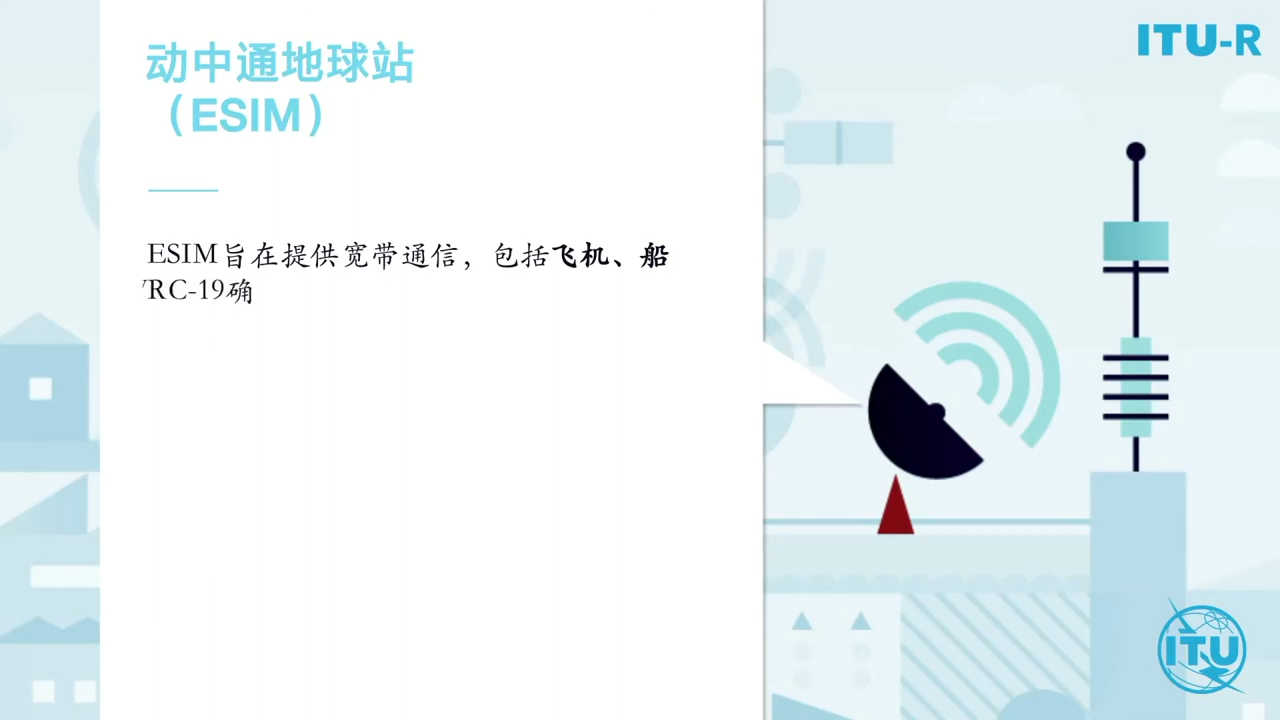 动中通地球站
（ESIM）
ESIM旨在提供宽带通信，包括飞机、船
RC-19确
ITU-R
ITU